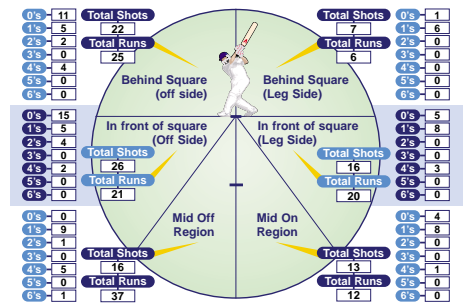 0's 11
1's 5
2's 2
3's 0
4's 4
5's 0
6's 0
Total Shots
22
Total Runs
25
Behind Square
(off side)
Total Shots
7
Total Runs
6
Behind Square
(Leg Side)
0's 1
1's 6
2's 0
3's 0
4's 0
5's 0
6's 0
0's 15
1's 5
2's 4
3's 0
4's 2
5's 0
6's 0
In front of square
(Off Side)
Total Shots
26
Total Runs
21
In front of square
(Leg Side)
Total Shots
16
Total Runs
20
0's 5
1's 8
2's 0
3's 0
4's 3
5's 0
6's 0
0's 0
1's 9
2's 1
3's 0
4's 5
5's 0
6's 1
Mid Off
Region
Total Shots
16
Total Runs
37
Mid On
Region
Total Shots
13
Total Runs
12
0's 4
1's 8
2's 0
3's 0
4's 1
5's 0
6's 0